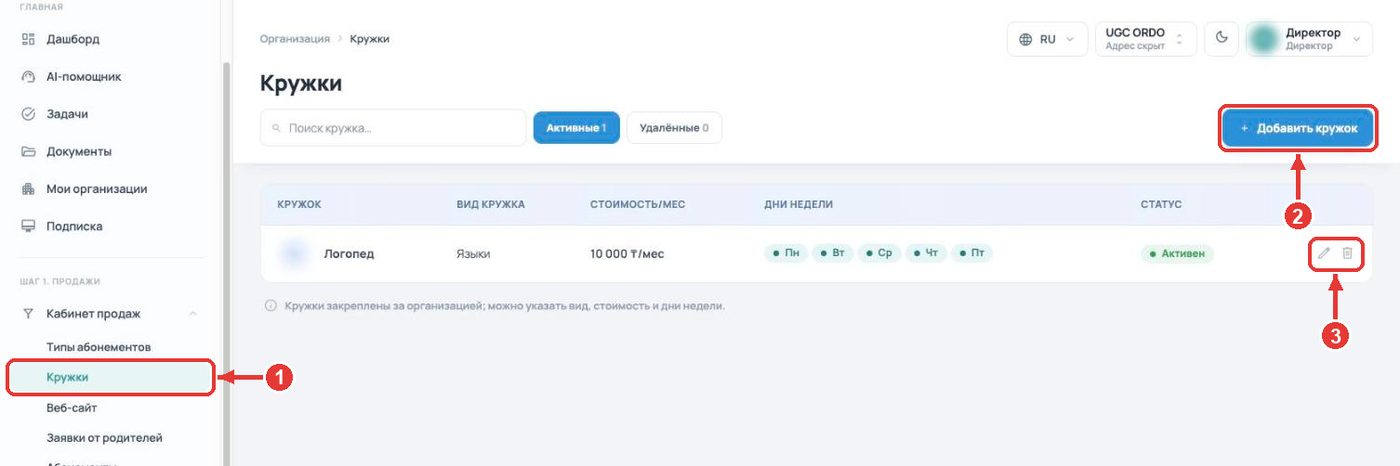 ГЛАВНАЯ
Дашборд
AI-помощник
Задачи
Документы
Мои организации
Подписка
ШАГ 1. ПРОДАЖИ
Кабинет продаж
Типы абонементов
Кружки
Веб-сайт
Заявки от родителей
Абонементы
1
Организация > Кружки
RU
UGC ORDO
Адрес скрыт
Директор
Директор
Кружки
Поиск кружка...
Активные 1
Удалённые 0
+ Добавить кружок
2
КРУЖОК ВИД КРУЖКА СТОИМОСТЬ/МЕС ДНИ НЕДЕЛИ СТАТУС
Логопед Языки 10 000 ₸/мес Пн Вт Ср Чт Пт Активен
3
Кружки закреплены за организацией; можно указать вид, стоимость и дни недели.